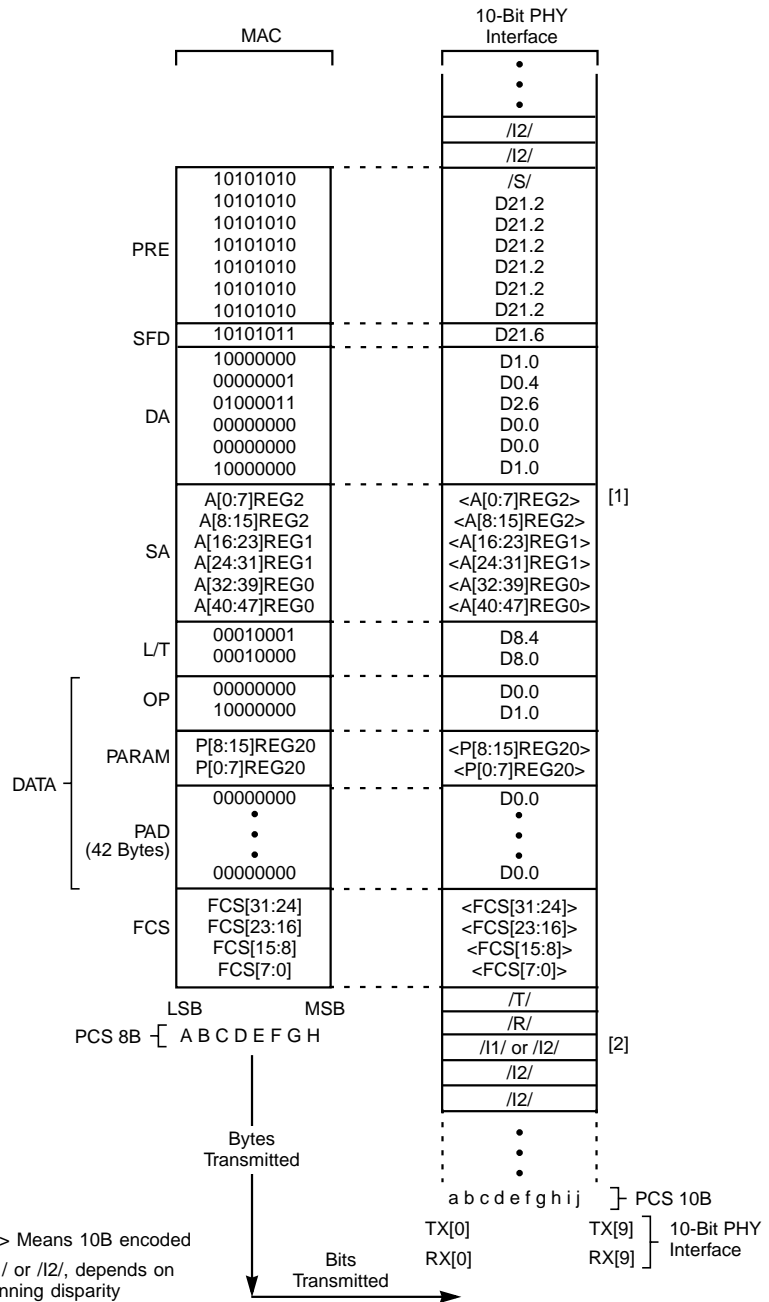 MAC
10-Bit PHY
Interface
/I2/
/I2/
PRE
10101010
10101010
10101010
10101010
10101010
10101010
10101010
/S/
D21.2
D21.2
D21.2
D21.2
D21.2
D21.2
SFD
10101011
D21.6
DA
10000000
00000001
01000011
00000000
00000000
10000000
D1.0
D0.4
D2.6
D0.0
D0.0
D1.0
SA
A[0:7]REG2
A[8:15]REG2
A[16:23]REG1
A[24:31]REG1
A[32:39]REG0
A[40:47]REG0
<A[0:7]REG2>
<A[8:15]REG2>
<A[16:23]REG1>
<A[24:31]REG1>
<A[32:39]REG0>
<A[40:47]REG0>
[1]
L/T
00010001
00010000
D8.4
D8.0
DATA
OP
00000000
10000000
D0.0
D1.0
PARAM
P[8:15]REG20
P[0:7]REG20
<P[8:15]REG20>
<P[0:7]REG20>
PAD
(42 Bytes)
00000000
00000000
D0.0
D0.0
FCS
FCS[31:24]
FCS[23:16]
FCS[15:8]
FCS[7:0]
<FCS[31:24]>
<FCS[23:16]>
<FCS[15:8]>
<FCS[7:0]>
/T/
/R/
/I1/ or /I2/
[2]
/I2/
/I2/
LSB MSB
PCS 8B A B C D E F G H
Bytes
Transmitted
a b c d e f g h i j PCS 10B
TX[0] TX[9]
RX[0] RX[9]
10-Bit PHY
Interface
> Means 10B encoded
/ or /I2/, depends on
nning disparity
Bits
Transmitted